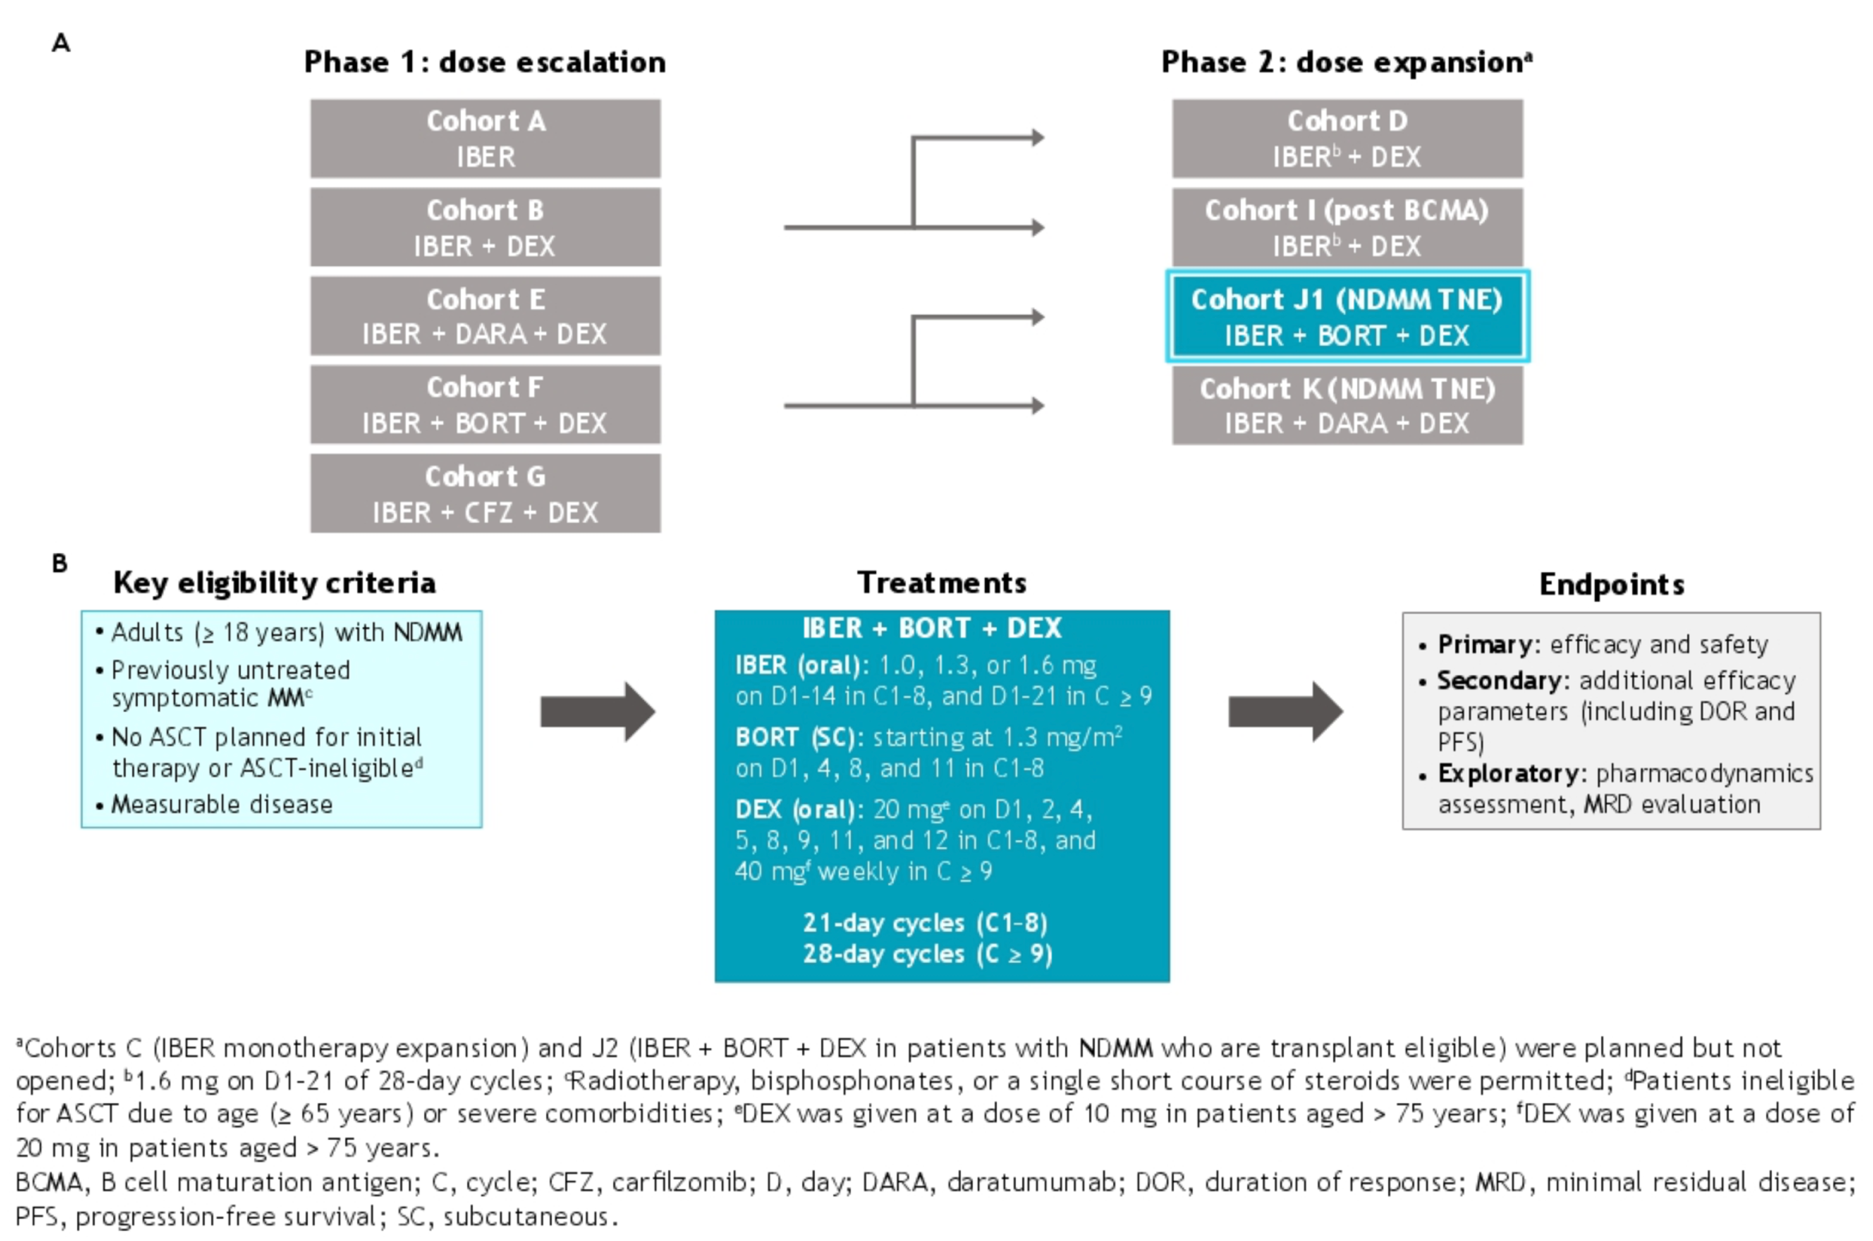 A
Phase 1: dose escalation
Cohort A
IBER
Cohort B
IBER + DEX
Cohort E
IBER + DARA + DEX
Cohort F
IBER + BORT + DEX
Cohort G
IBER + CFZ + DEX
Phase 2: dose expansionᵃ
Cohort D
IBERᵇ + DEX
Cohort I (post BCMA)
IBERᵇ + DEX
Cohort J1 (NDMM TNE)
IBER + BORT + DEX
Cohort K (NDMM TNE)
IBER + DARA + DEX
B
Key eligibility criteria
• Adults (≥ 18 years) with NDMM
• Previously untreated
symptomatic MMᶜ
• No ASCT planned for initial
therapy or ASCT-ineligibleᵈ
• Measurable disease
Treatments
IBER + BORT + DEX
IBER (oral): 1.0, 1.3, or 1.6 mg
on D1-14 in C1-8, and D1-21 in C ≥ 9
BORT (SC): starting at 1.3 mg/m²
on D1, 4, 8, and 11 in C1-8
DEX (oral): 20 mgᵉ on D1, 2, 4,
5, 8, 9, 11, and 12 in C1-8, and
40 mgᶠ weekly in C ≥ 9
21-day cycles (C1-8)
28-day cycles (C ≥ 9)
Endpoints
• Primary: efficacy and safety
• Secondary: additional efficacy
parameters (including DOR and
PFS)
• Exploratory: pharmacodynamics
assessment, MRD evaluation
ᵃCohorts C (IBER monotherapy expansion) and J2 (IBER + BORT + DEX in patients with NDMM who are transplant eligible) were planned but not
opened; ᵇ1.6 mg on D1-21 of 28-day cycles; ᶜRadiotherapy, bisphosphonates, or a single short course of steroids were permitted; ᵈPatients ineligible
for ASCT due to age (≥ 65 years) or severe comorbidities; ᵉDEX was given at a dose of 10 mg in patients aged > 75 years; ᶠDEX was given at a dose of
20 mg in patients aged > 75 years.
BCMA, B cell maturation antigen; C, cycle; CFZ, carfilzomib; D, day; DARA, daratumumab; DOR, duration of response; MRD, minimal residual disease;
PFS, progression-free survival; SC, subcutaneous.